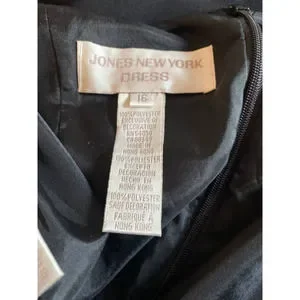 JONES NEW YORK
DRESS
16
100% POLYESTER
EXCLUSIVE OF
DECORATION
MADE IN
HONG KONG
100% POLYESTER
EXCEPTO
DECORACION
HECHO EN
HONG KONG
100% POLYESTER
SAUF DECORATION
FABRIQUÉ A
HONG KONG